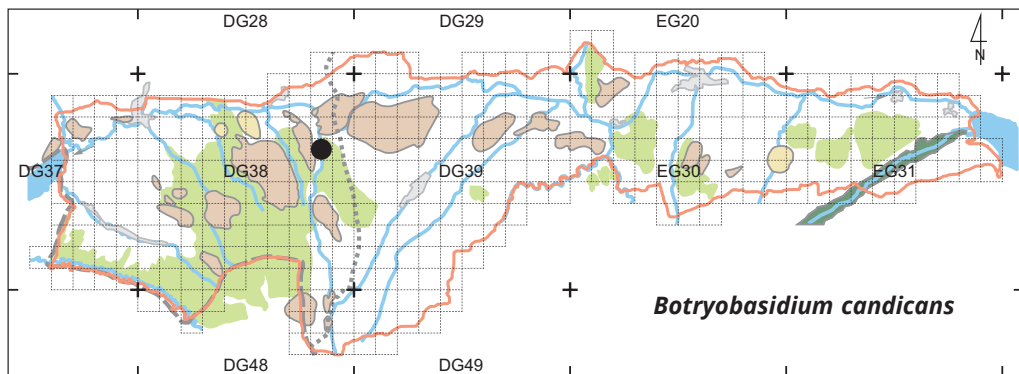 DG28 DG29 EG20
N
DG37 DG38 DG39 EG30 EG31
Botryobasidium candicans
DG48 DG49